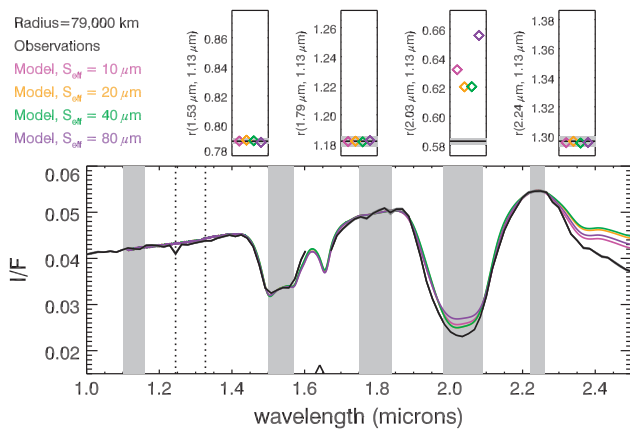 Radius=79,000 km
Observations
Model, S_eff = 10 μm
Model, S_eff = 20 μm
Model, S_eff = 40 μm
Model, S_eff = 80 μm
r(1.53 μm, 1.13 μm)
0.86
0.84
0.82
0.80
0.78
r(1.79 μm, 1.13 μm)
1.26
1.24
1.22
1.20
1.18
r(2.03 μm, 1.13 μm)
0.66
0.64
0.62
0.60
0.58
r(2.24 μm, 1.13 μm)
1.38
1.36
1.34
1.32
1.30
I/F
0.06
0.05
0.04
0.03
0.02
1.0 1.2 1.4 1.6 1.8 2.0 2.2 2.4
wavelength (microns)